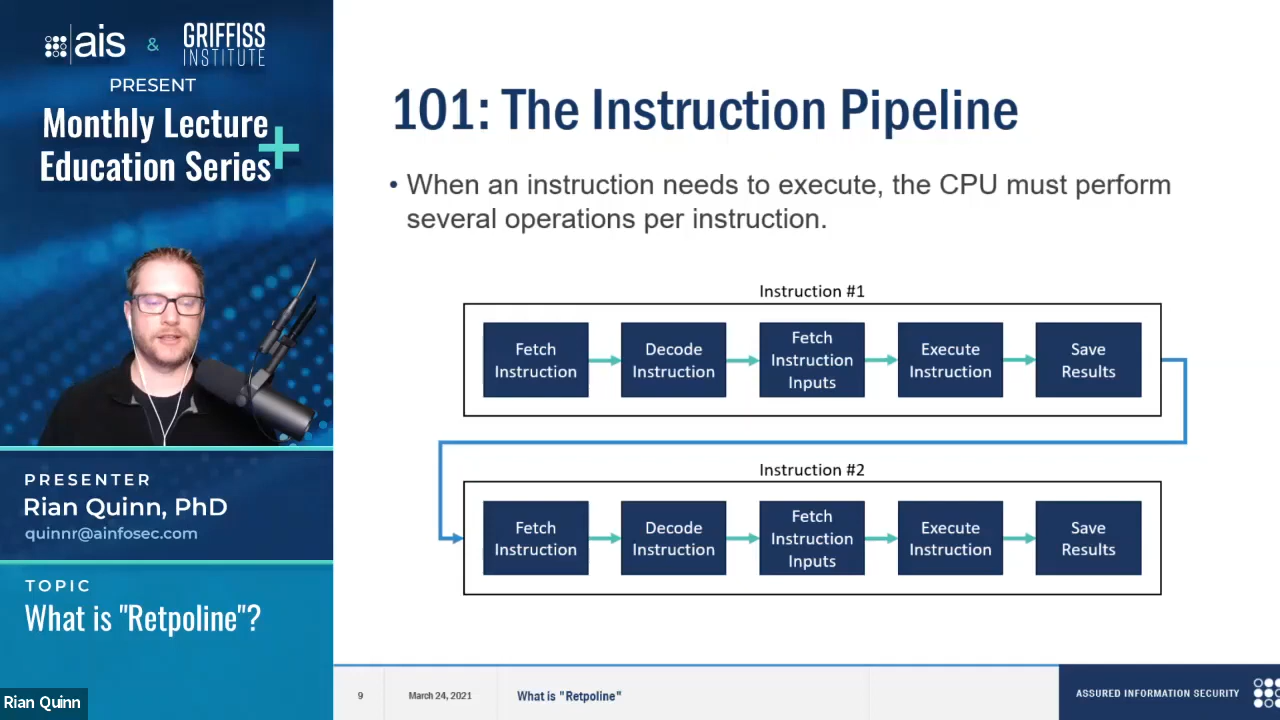 ais & GRIFFISS INSTITUTE
PRESENT
Monthly Lecture
Education Series+
PRESENTER
Rian Quinn, PhD
quinnr@ainfosec.com
TOPIC
What is "Retpoline"?
Rian Quinn
101: The Instruction Pipeline
• When an instruction needs to execute, the CPU must perform
several operations per instruction.
Instruction #1
Fetch
Instruction
Decode
Instruction
Fetch
Instruction
Inputs
Execute
Instruction
Save
Results
Instruction #2
Fetch
Instruction
Decode
Instruction
Fetch
Instruction
Inputs
Execute
Instruction
Save
Results
9
March 24, 2021
What is "Retpoline"
ASSURED INFORMATION SECURITY